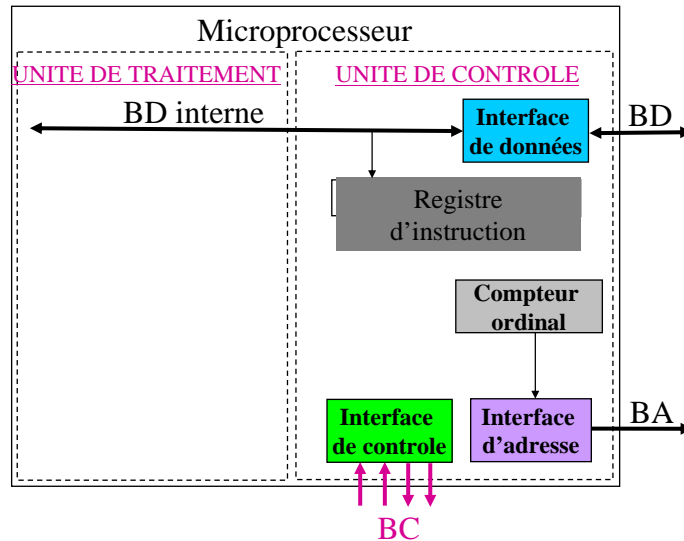 Microprocesseur
UNITE DE TRAITEMENT
UNITE DE CONTROLE
BD interne
Interface
de données
BD
Registre
d’instruction
Compteur
ordinal
Interface
de controle
Interface
d’adresse
BA
BC